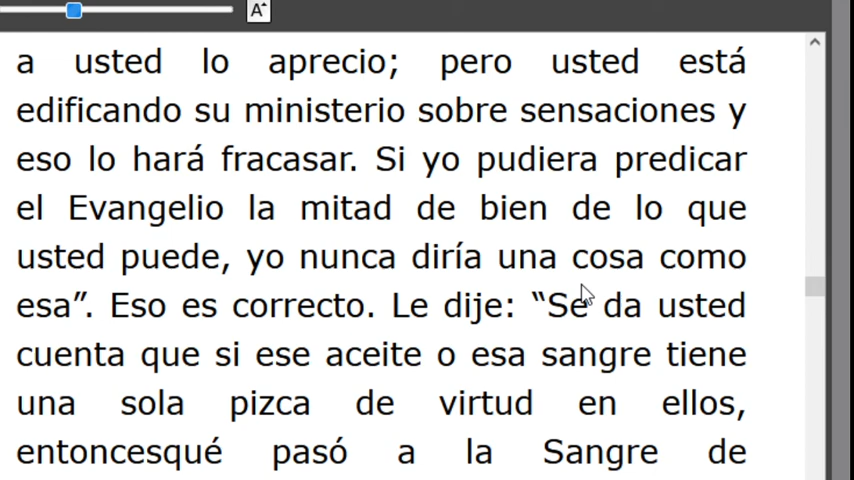 A
a usted lo aprecio; pero usted está
edificando su ministerio sobre sensaciones y
eso lo hará fracasar. Si yo pudiera predicar
el Evangelio la mitad de bien de lo que
usted puede, yo nunca diría una cosa como
esa”. Eso es correcto. Le dije: “Se da usted
cuenta que si ese aceite o esa sangre tiene
una sola pizca de virtud en ellos,
entoncesqué pasó a la Sangre de